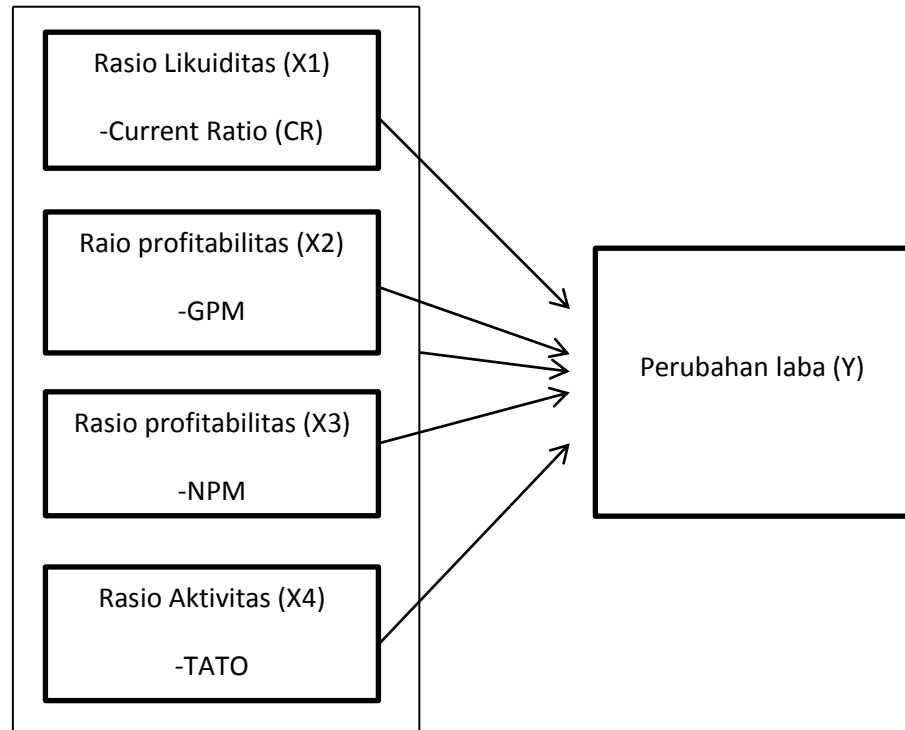 Rasio Likuiditas (X1)
-Current Ratio (CR)
Raio profitabilitas (X2)
-GPM
Perubahan laba (Y)
Rasio profitabilitas (X3)
-NPM
Rasio Aktivitas (X4)
-TATO